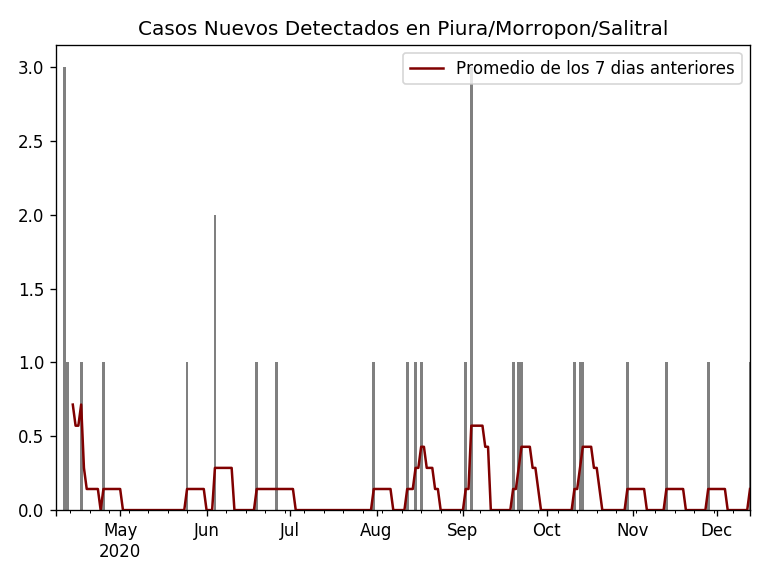 Casos Nuevos Detectados en Piura/Morropon/Salitral
Promedio de los 7 dias anteriores
3.0
2.5
2.0
1.5
1.0
0.5
0.0
May Jun Jul Aug Sep Oct Nov Dec
2020